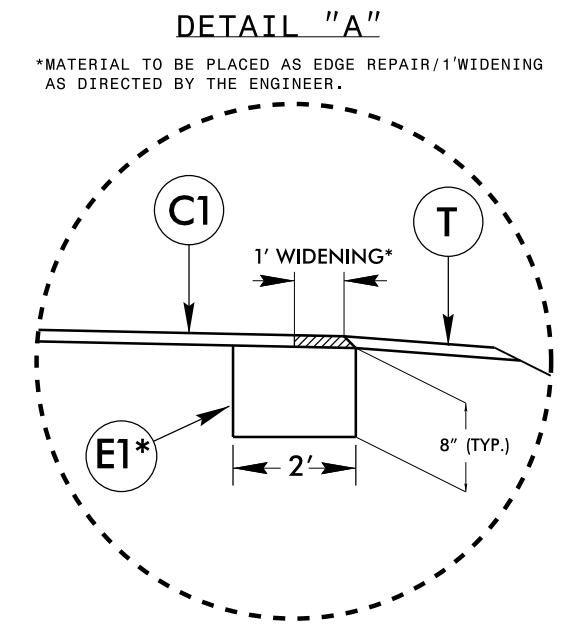 DETAIL "A"
*MATERIAL TO BE PLACED AS EDGE REPAIR/1'WIDENING
AS DIRECTED BY THE ENGINEER.
C1
T
1' WIDENING*
E1*
8" (TYP.)
2'